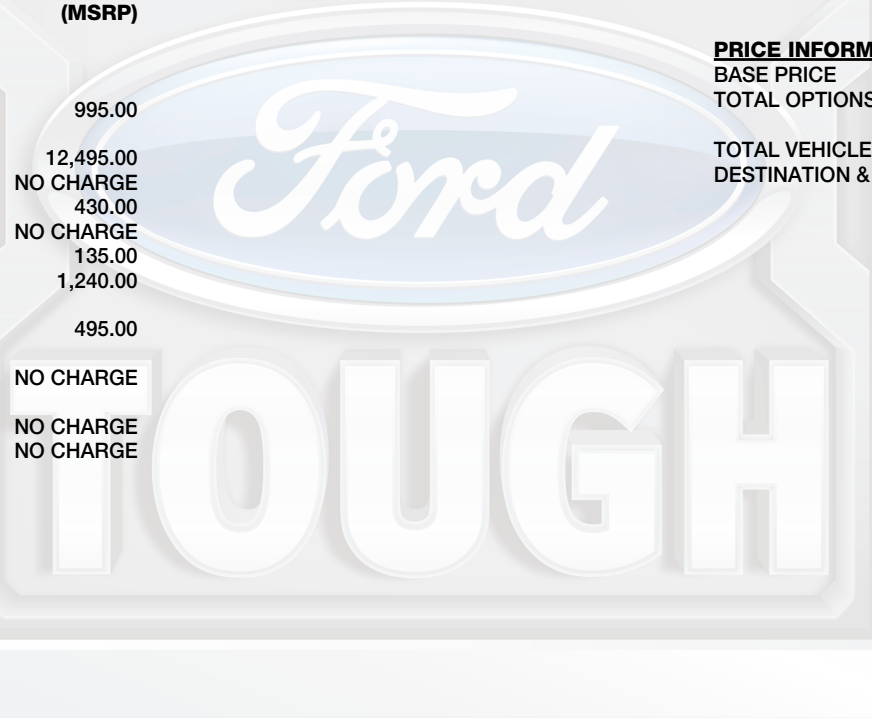 (MSRP)
995.00
12,495.00
NO CHARGE
430.00
NO CHARGE
135.00
1,240.00
495.00
NO CHARGE
NO CHARGE
NO CHARGE
PRICE INFORM
BASE PRICE
TOTAL OPTIONS
TOTAL VEHICLE
DESTINATION &
Ford
TOUGH